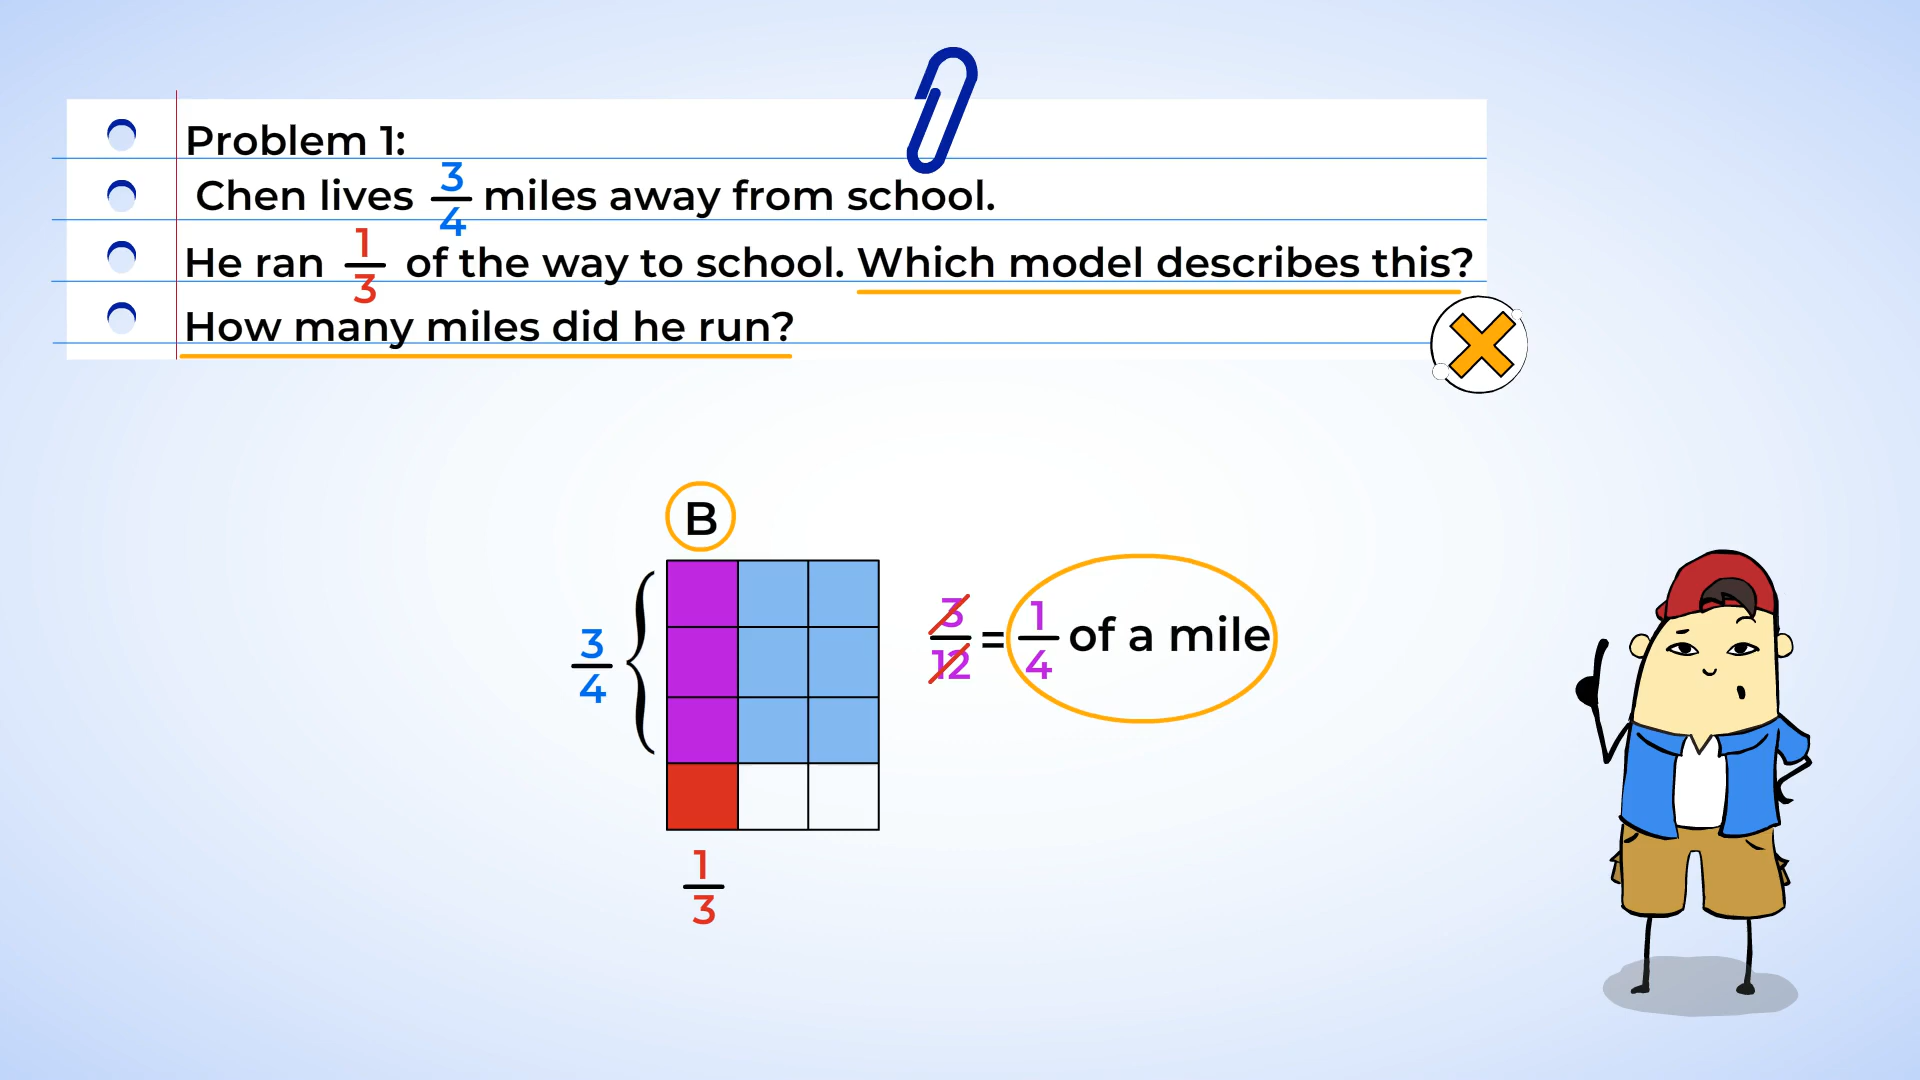 Problem 1:
Chen lives 3/4 miles away from school.
He ran 1/3 of the way to school. Which model describes this?
How many miles did he run?
B
3/4
3/12 = 1/4 of a mile
1/3